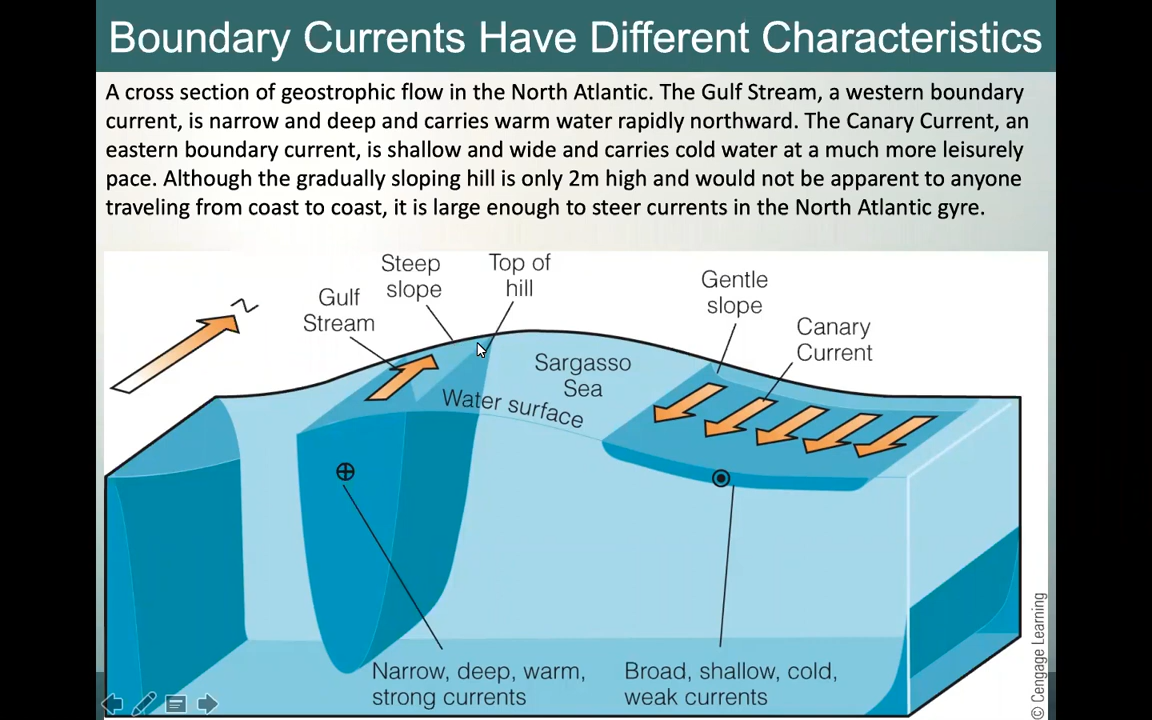 Boundary Currents Have Different Characteristics
A cross section of geostrophic flow in the North Atlantic. The Gulf Stream, a western boundary
current, is narrow and deep and carries warm water rapidly northward. The Canary Current, an
eastern boundary current, is shallow and wide and carries cold water at a much more leisurely
pace. Although the gradually sloping hill is only 2m high and would not be apparent to anyone
traveling from coast to coast, it is large enough to steer currents in the North Atlantic gyre.
N
Gulf
Stream
Steep
slope
Top of
hill
Gentle
slope
Canary
Current
Sargasso
Sea
Water surface
Narrow, deep, warm,
strong currents
Broad, shallow, cold,
weak currents
© Cengage Learning